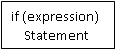 if (expression)
Statement